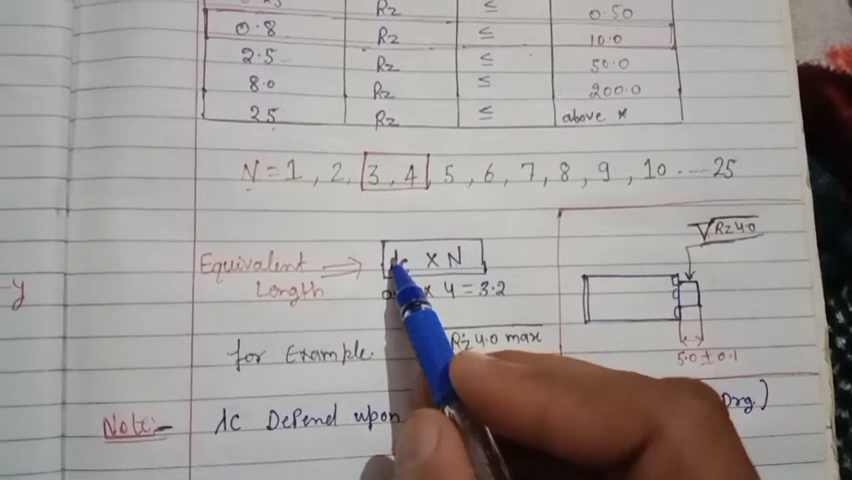 Rz ≤ 0.50
0.8 Rz ≤ 10.0
2.5 Rz ≤ 50.0
8.0 Rz ≤ 200.0
25 Rz ≤ above *
N = 1, 2, 3, 4, 5, 6, 7, 8, 9, 10 --- 25
Rz 4.0
Equivalent Length ⇒ × N
× 4 = 3.2
for Example. Rz 4.0 max
5.0 ± 0.1
Note:- λC Depend upon Drg.)
y